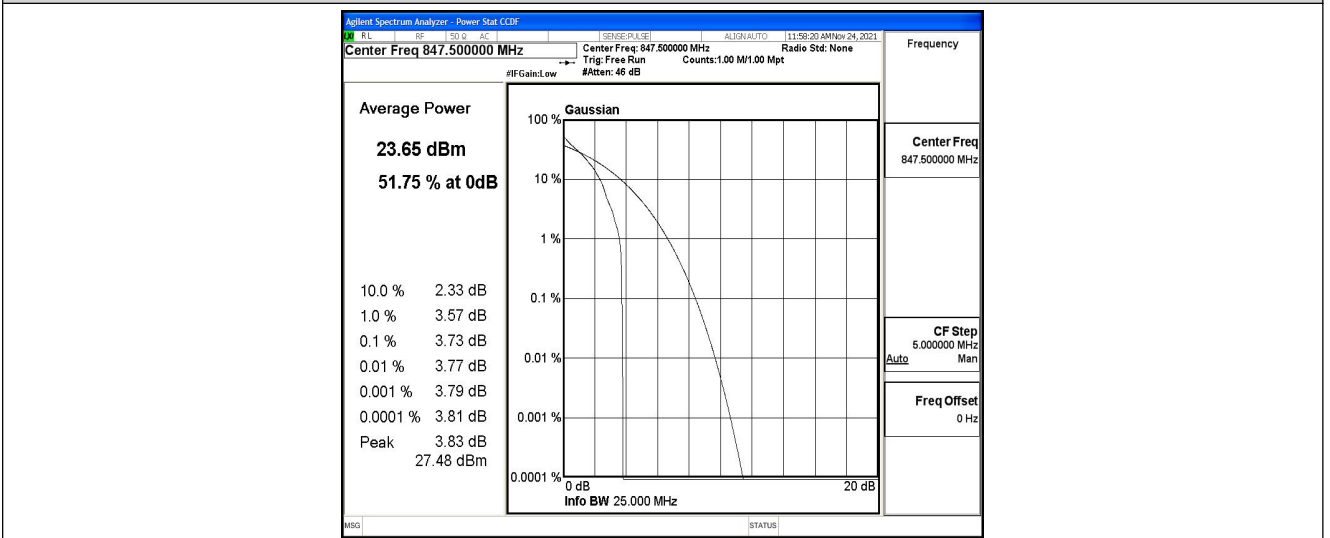 Agilent Spectrum Analyzer - Power Stat CCDF
LXI RL RF 50 Ω AC SENSE:PULSE ALIGN AUTO 11:58:20 AM Nov 24, 2021
Center Freq 847.500000 MHz
Center Freq: 847.500000 MHz Radio Std: None
Trig: Free Run Counts:1.00 M/1.00 Mpt
#IFGain:Low #Atten: 46 dB
Average Power
23.65 dBm
51.75 % at 0dB
10.0 % 2.33 dB
1.0 % 3.57 dB
0.1 % 3.73 dB
0.01 % 3.77 dB
0.001 % 3.79 dB
0.0001 % 3.81 dB
Peak 3.83 dB
27.48 dBm
Gaussian
100 %
10 %
1 %
0.1 %
0.01 %
0.001 %
0.0001 %
0 dB 20 dB
Info BW 25.000 MHz
Frequency
Center Freq
847.500000 MHz
CF Step
5.000000 MHz
Auto Man
Freq Offset
0 Hz
MSG STATUS